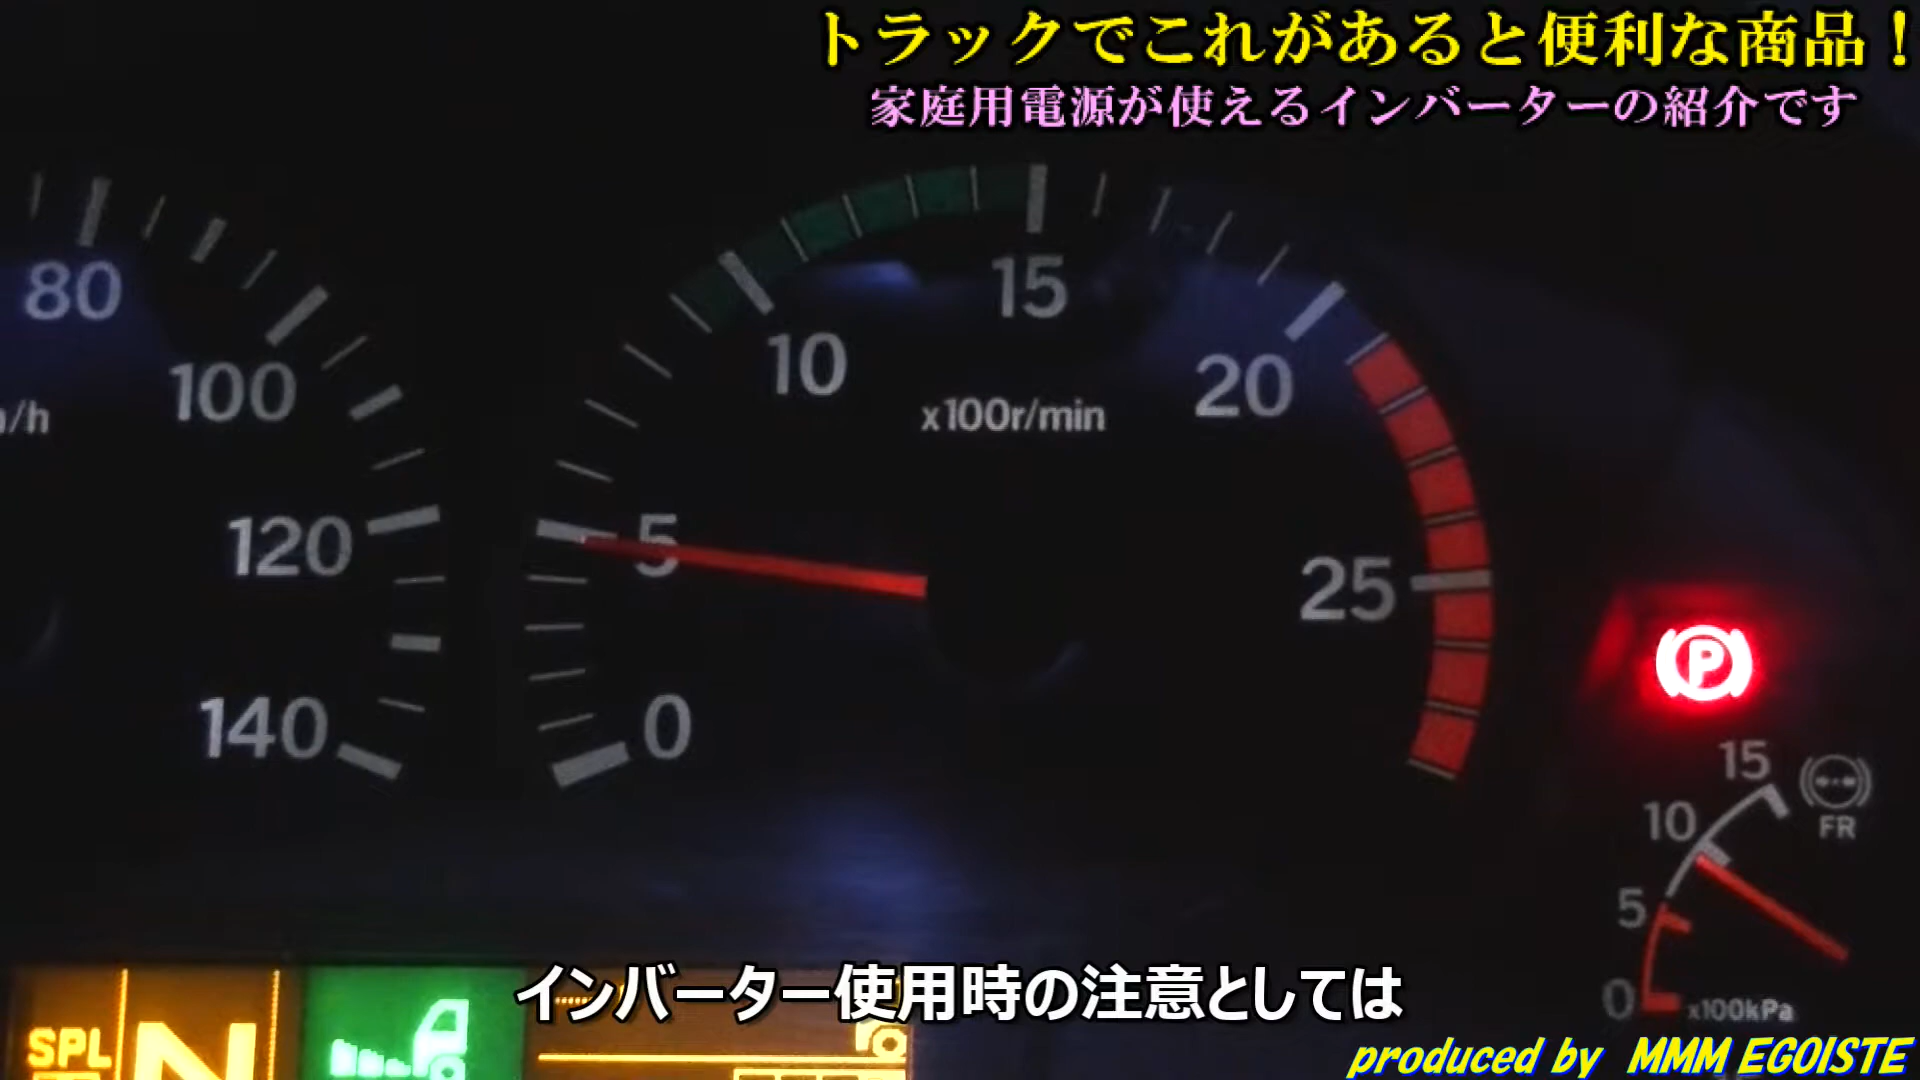 トラックでこれがあると便利な商品！
家庭用電源が使えるインバーターの紹介です
80
100
/h
120
140
0
5
10
15
20
25
x100r/min
P
15
10
5
0
FR
x100kPa
SPL
N
インバーター使用時の注意としては
produced by MMM EGOISTE